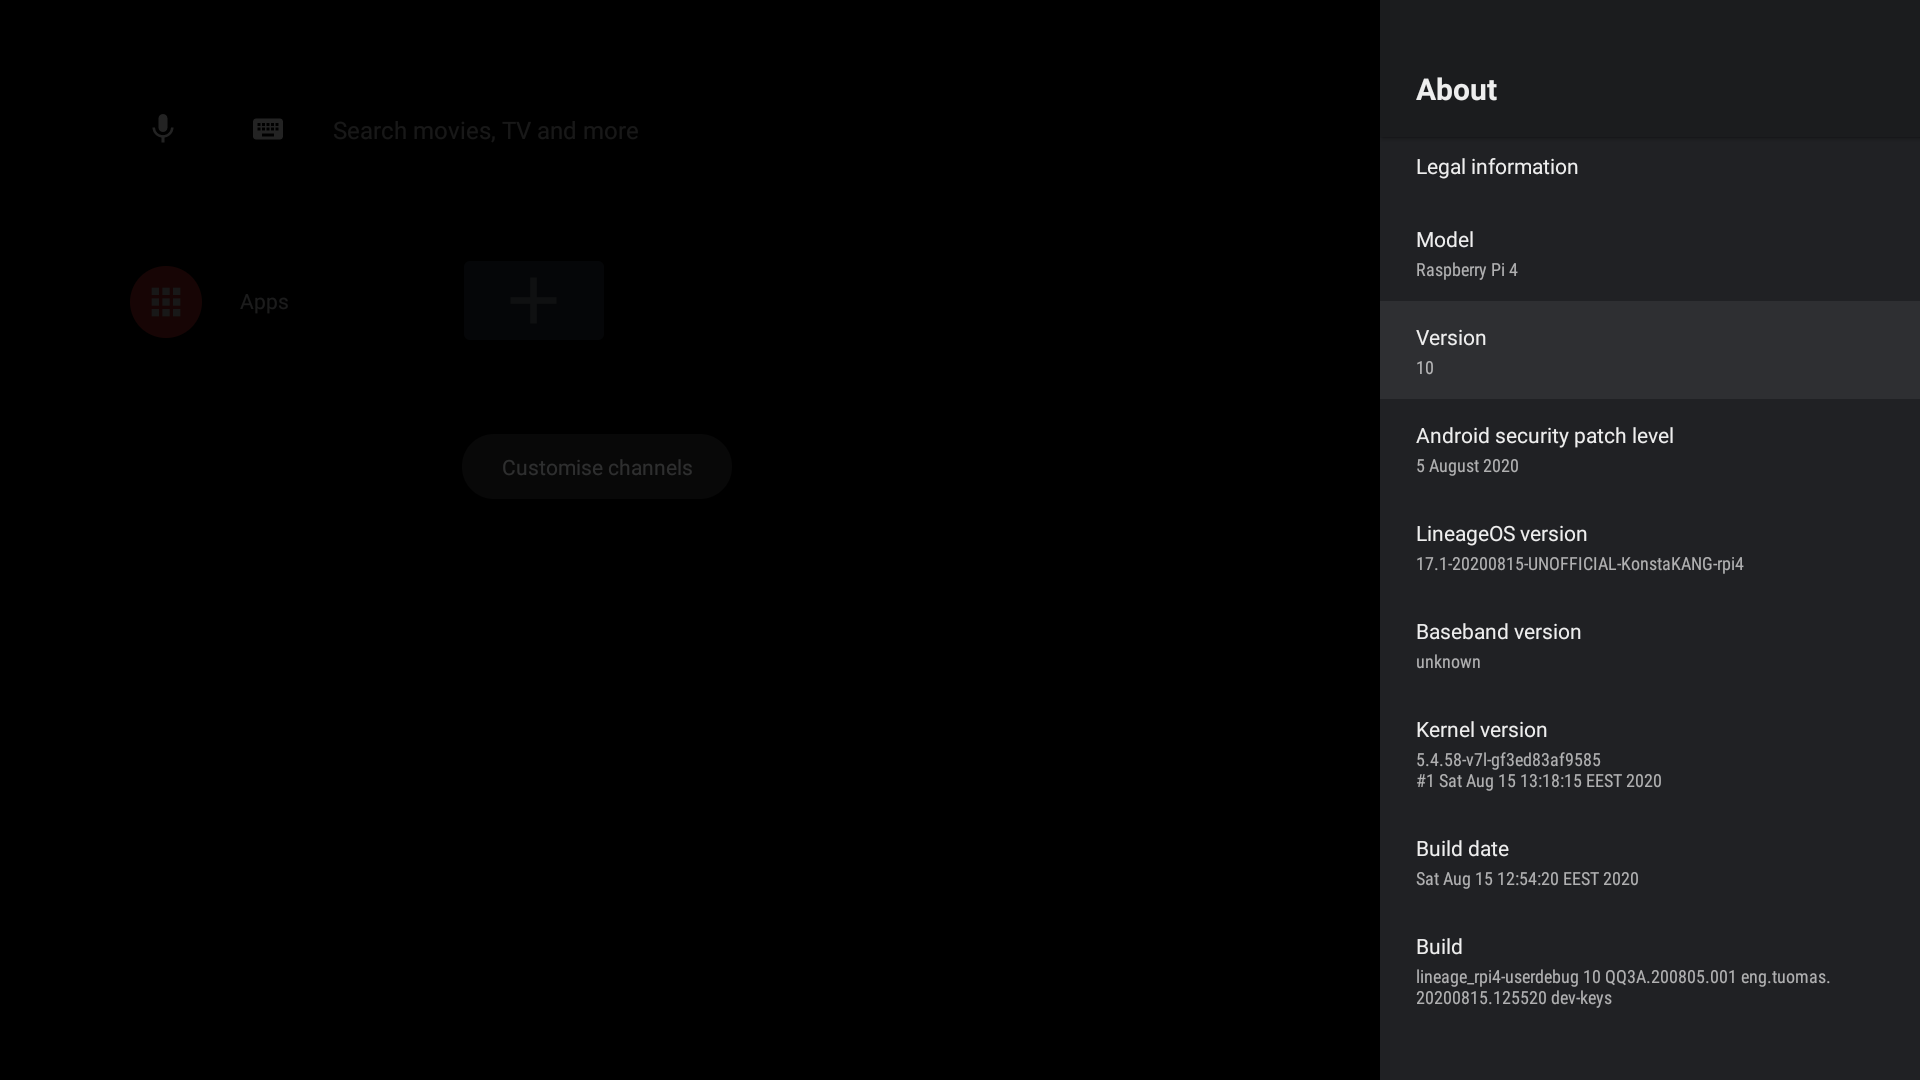 Search movies, TV and more
Apps
Customise channels
About
Legal information
Model
Raspberry Pi 4
Version
10
Android security patch level
5 August 2020
LineageOS version
17.1-20200815-UNOFFICIAL-KonstaKANG-rpi4
Baseband version
unknown
Kernel version
5.4.58-v7l-gf3ed83af9585
#1 Sat Aug 15 13:18:15 EEST 2020
Build date
Sat Aug 15 12:54:20 EEST 2020
Build
lineage_rpi4-userdebug 10 QQ3A.200805.001 eng.tuomas.
20200815.125520 dev-keys